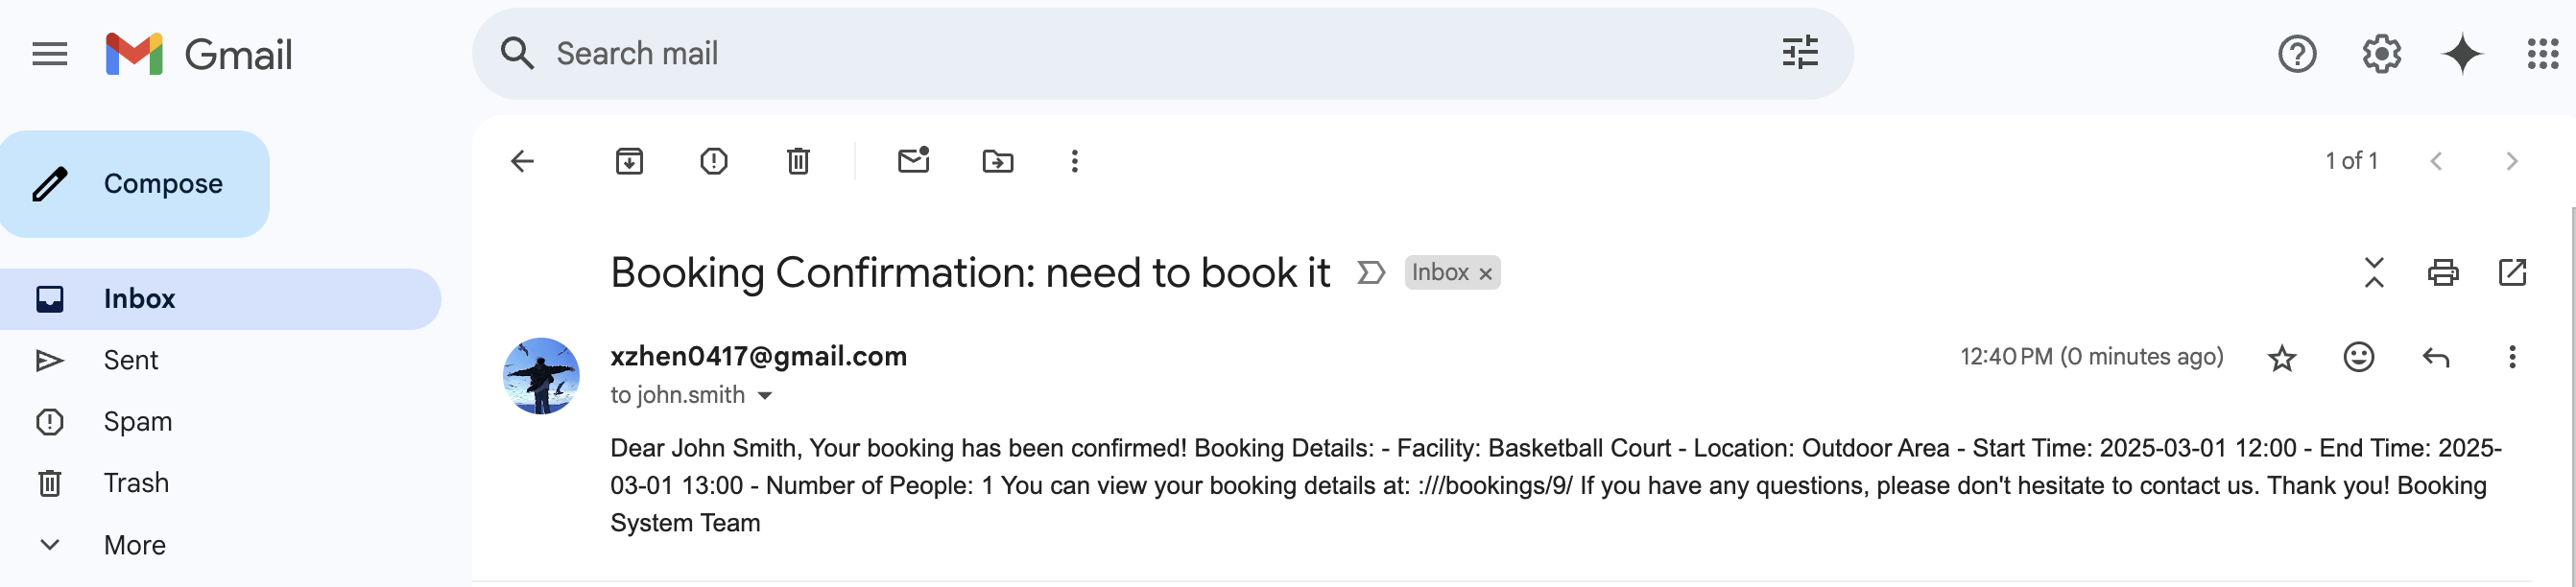 Gmail
Search mail
Compose
1 of 1
Inbox
Sent
Spam
Trash
More
Booking Confirmation: need to book it
Inbox ×
xzhen0417@gmail.com
12:40 PM (0 minutes ago)
to john.smith
Dear John Smith, Your booking has been confirmed! Booking Details: - Facility: Basketball Court - Location: Outdoor Area - Start Time: 2025-03-01 12:00 - End Time: 2025-
03-01 13:00 - Number of People: 1 You can view your booking details at: :///bookings/9/ If you have any questions, please don't hesitate to contact us. Thank you! Booking
System Team